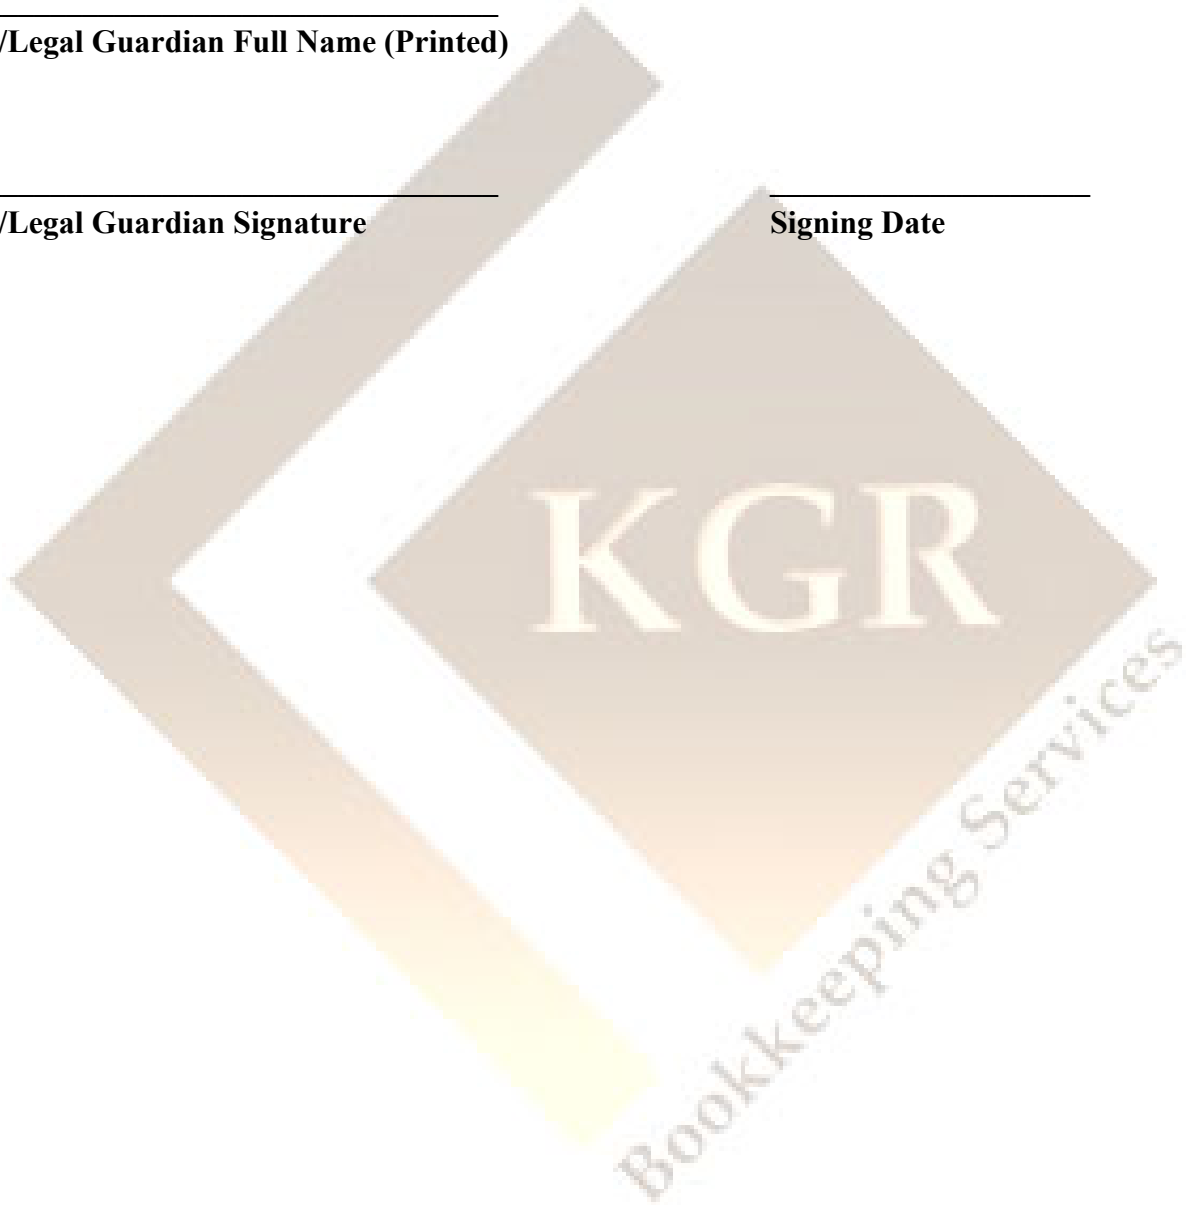 /Legal Guardian Full Name (Printed)
/Legal Guardian Signature
Signing Date
KGR
Bookkeeping Services